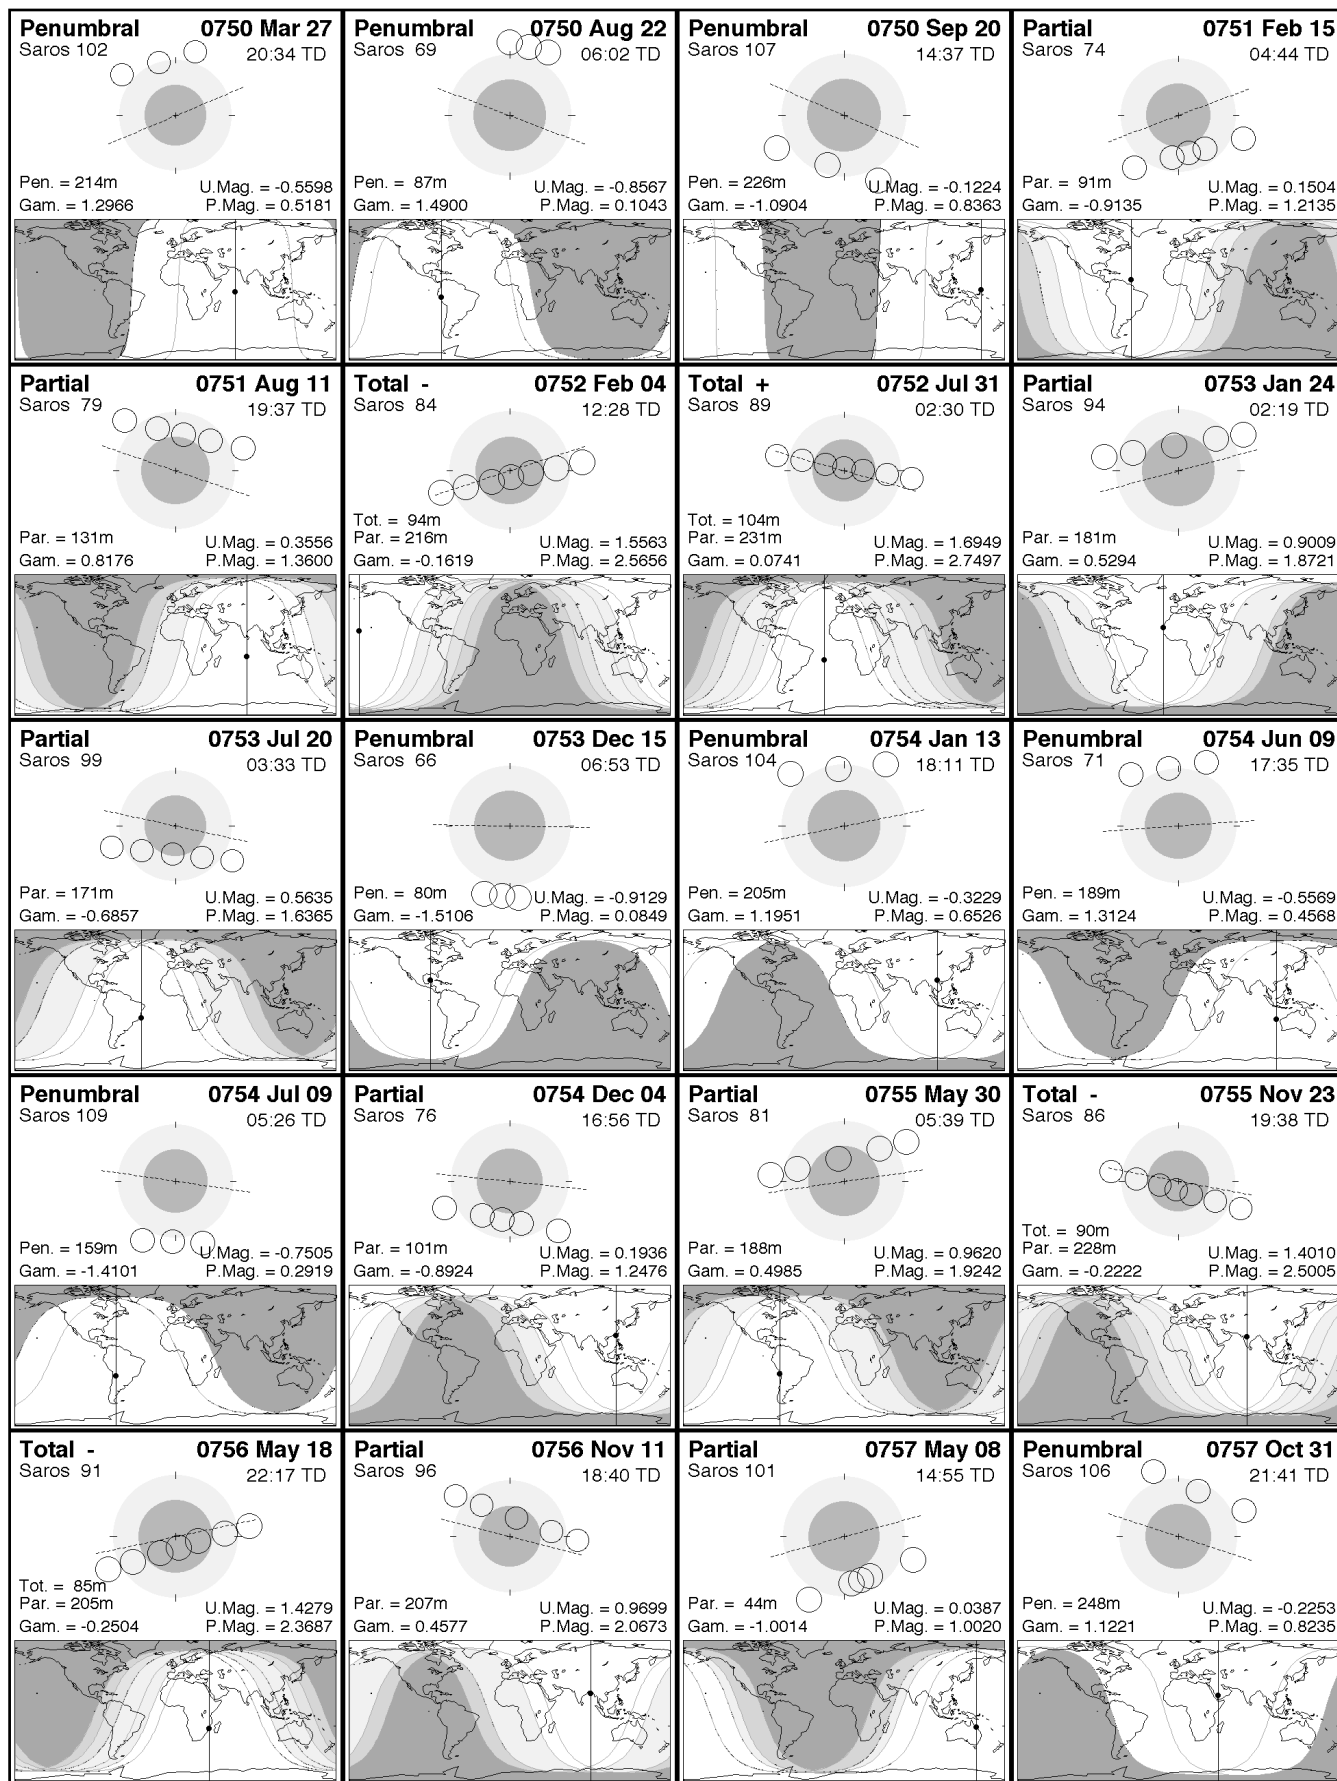 Penumbral 0750 Mar 27
Saros 102 20:34 TD
Pen. = 214m U.Mag. = -0.5598
Gam. = 1.2966 P.Mag. = 0.5181
Penumbral 0750 Aug 22
Saros 69 06:02 TD
Pen. = 87m U.Mag. = -0.8567
Gam. = 1.4900 P.Mag. = 0.1043
Penumbral 0750 Sep 20
Saros 107 14:37 TD
Pen. = 226m U.Mag. = -0.1224
Gam. = -1.0904 P.Mag. = 0.8363
Partial 0751 Feb 15
Saros 74 04:44 TD
Par. = 91m U.Mag. = 0.1504
Gam. = -0.9135 P.Mag. = 1.2135
Partial 0751 Aug 11
Saros 79 19:37 TD
Par. = 131m U.Mag. = 0.3556
Gam. = 0.8176 P.Mag. = 1.3600
Total - 0752 Feb 04
Saros 84 12:28 TD
Tot. = 94m
Par. = 216m U.Mag. = 1.5563
Gam. = -0.1619 P.Mag. = 2.5656
Total + 0752 Jul 31
Saros 89 02:30 TD
Tot. = 104m
Par. = 231m U.Mag. = 1.6949
Gam. = 0.0741 P.Mag. = 2.7497
Partial 0753 Jan 24
Saros 94 02:19 TD
Par. = 181m U.Mag. = 0.9009
Gam. = 0.5294 P.Mag. = 1.8721
Partial 0753 Jul 20
Saros 99 03:33 TD
Par. = 171m U.Mag. = 0.5635
Gam. = -0.6857 P.Mag. = 1.6365
Penumbral 0753 Dec 15
Saros 66 06:53 TD
Pen. = 80m U.Mag. = -0.9129
Gam. = -1.5106 P.Mag. = 0.0849
Penumbral 0754 Jan 13
Saros 104 18:11 TD
Pen. = 205m U.Mag. = -0.3229
Gam. = 1.1951 P.Mag. = 0.6526
Penumbral 0754 Jun 09
Saros 71 17:35 TD
Pen. = 189m U.Mag. = -0.5569
Gam. = 1.3124 P.Mag. = 0.4568
Penumbral 0754 Jul 09
Saros 109 05:26 TD
Pen. = 159m U.Mag. = -0.7505
Gam. = -1.4101 P.Mag. = 0.2919
Partial 0754 Dec 04
Saros 76 16:56 TD
Par. = 101m U.Mag. = 0.1936
Gam. = -0.8924 P.Mag. = 1.2476
Partial 0755 May 30
Saros 81 05:39 TD
Par. = 188m U.Mag. = 0.9620
Gam. = 0.4985 P.Mag. = 1.9242
Total - 0755 Nov 23
Saros 86 19:38 TD
Tot. = 90m
Par. = 228m U.Mag. = 1.4010
Gam. = -0.2222 P.Mag. = 2.5005
Total - 0756 May 18
Saros 91 22:17 TD
Tot. = 85m
Par. = 205m U.Mag. = 1.4279
Gam. = -0.2504 P.Mag. = 2.3687
Partial 0756 Nov 11
Saros 96 18:40 TD
Par. = 207m U.Mag. = 0.9699
Gam. = 0.4577 P.Mag. = 2.0673
Partial 0757 May 08
Saros 101 14:55 TD
Par. = 44m U.Mag. = 0.0387
Gam. = -1.0014 P.Mag. = 1.0020
Penumbral 0757 Oct 31
Saros 106 21:41 TD
Pen. = 248m U.Mag. = -0.2253
Gam. = 1.1221 P.Mag. = 0.8235